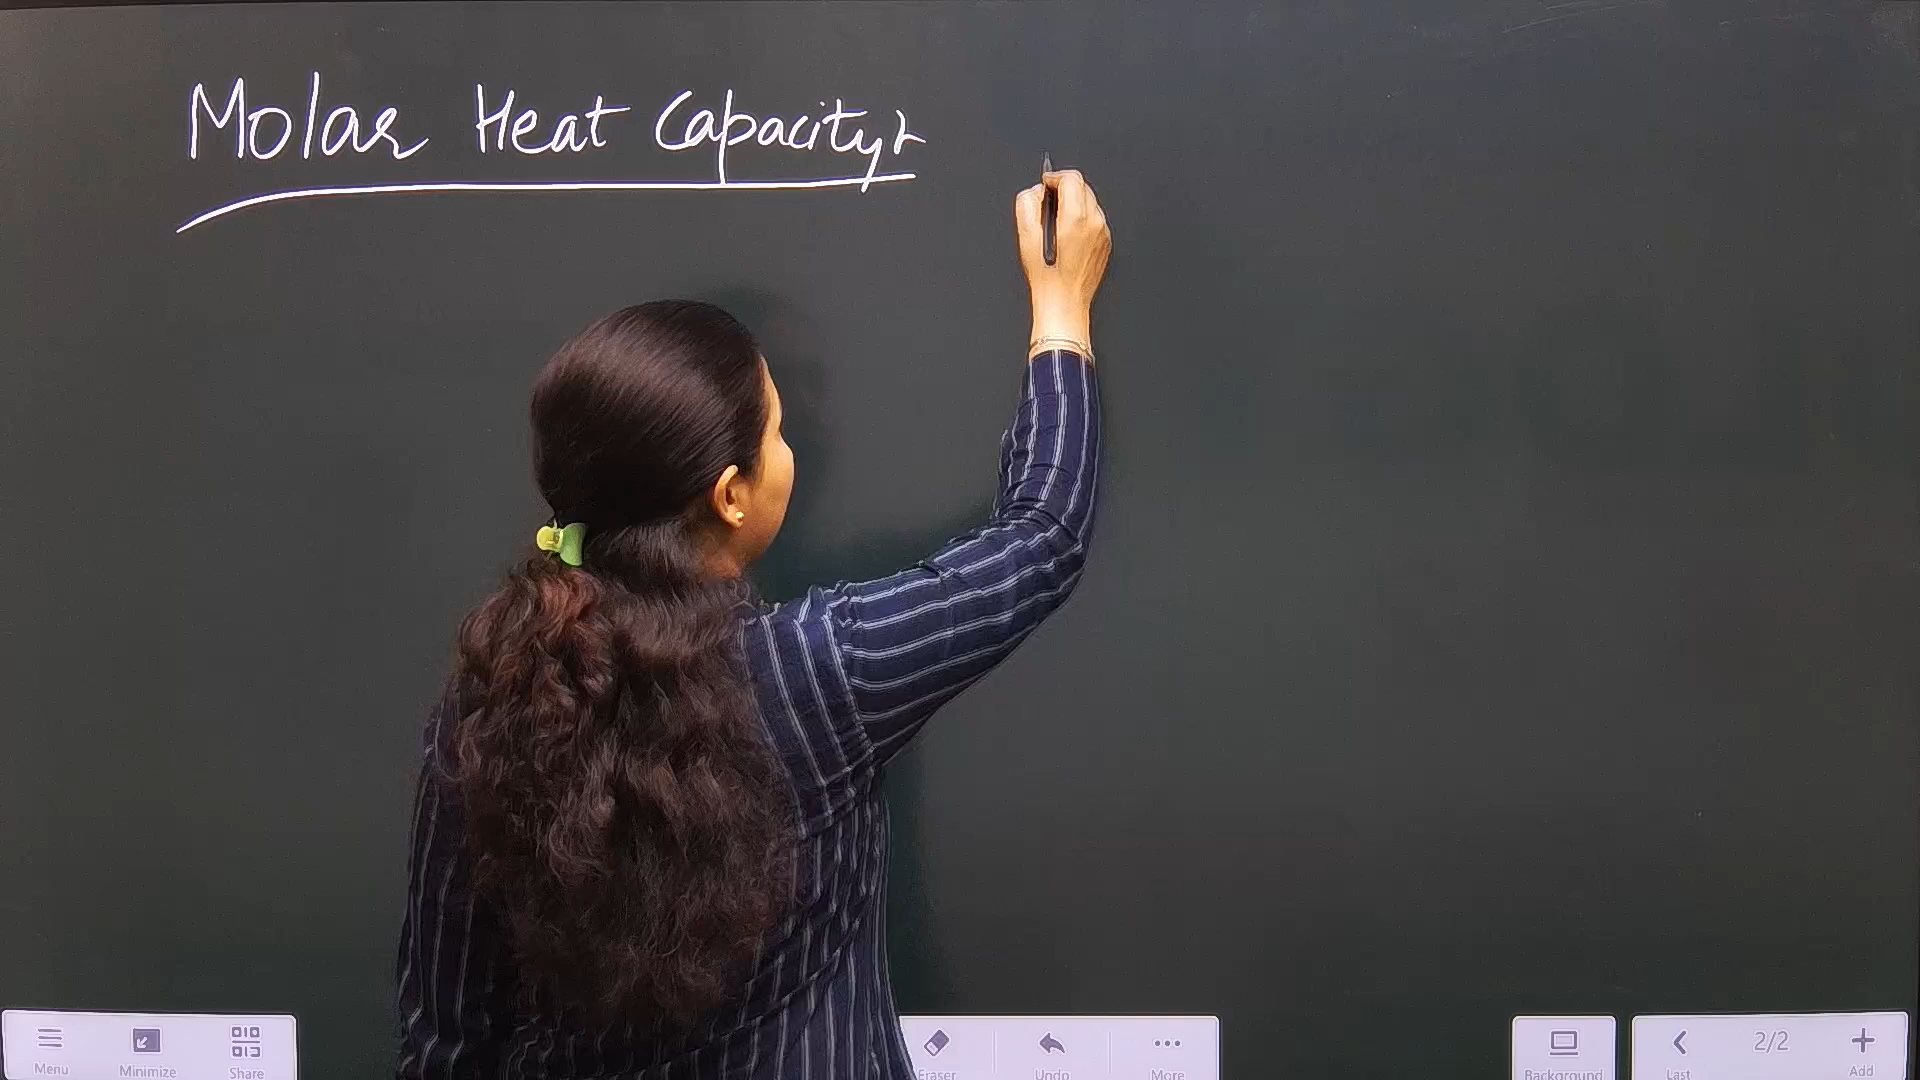 Molar Heat Capacity:-
Menu
Minimize
Share
Eraser
Undo
More
Background
Last
2/2
Add